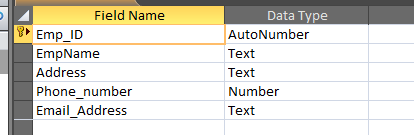 Field Name Data Type
Emp_ID AutoNumber
EmpName Text
Address Text
Phone_number Number
Email_Address Text